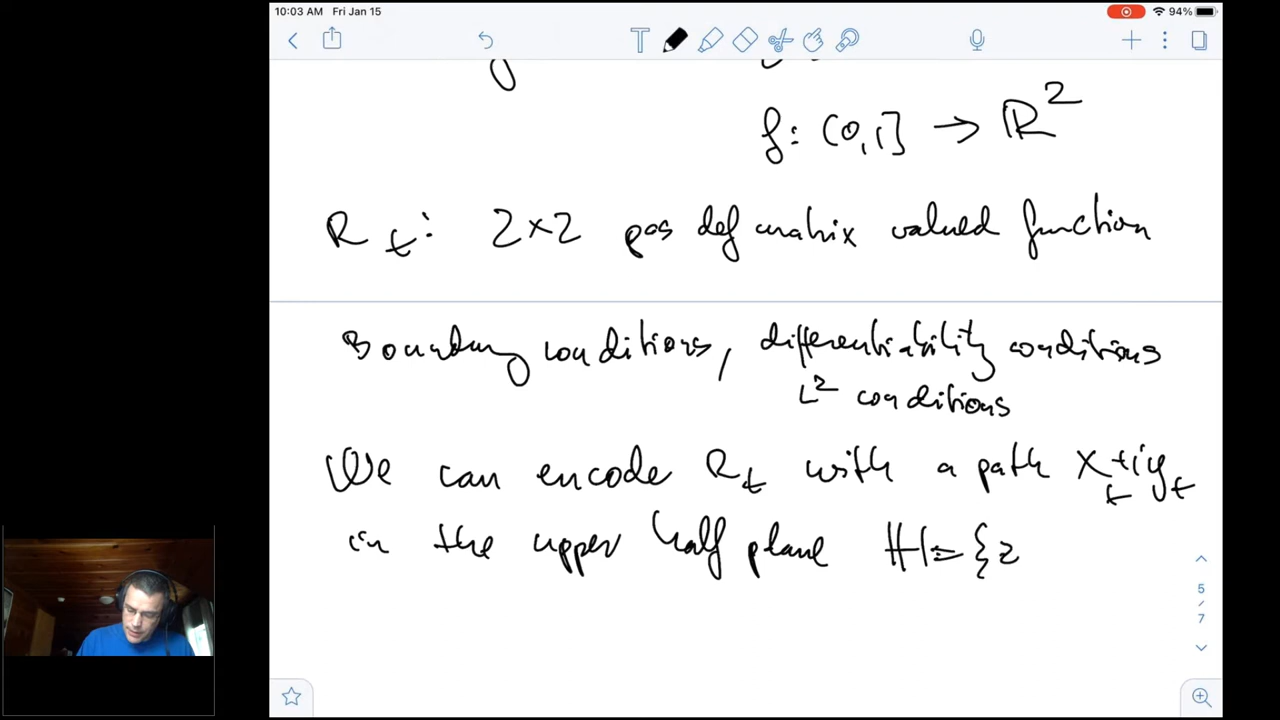 10:03 AM Fri Jan 15
94%
f: (0,1] → ℝ²
R_t: 2×2 pos def matrix valued function
Boundary conditions, differentiability conditions
L² conditions
We can encode R_t with a path x_t+iy_t
in the upper half plane ℍ={z
5
/
7